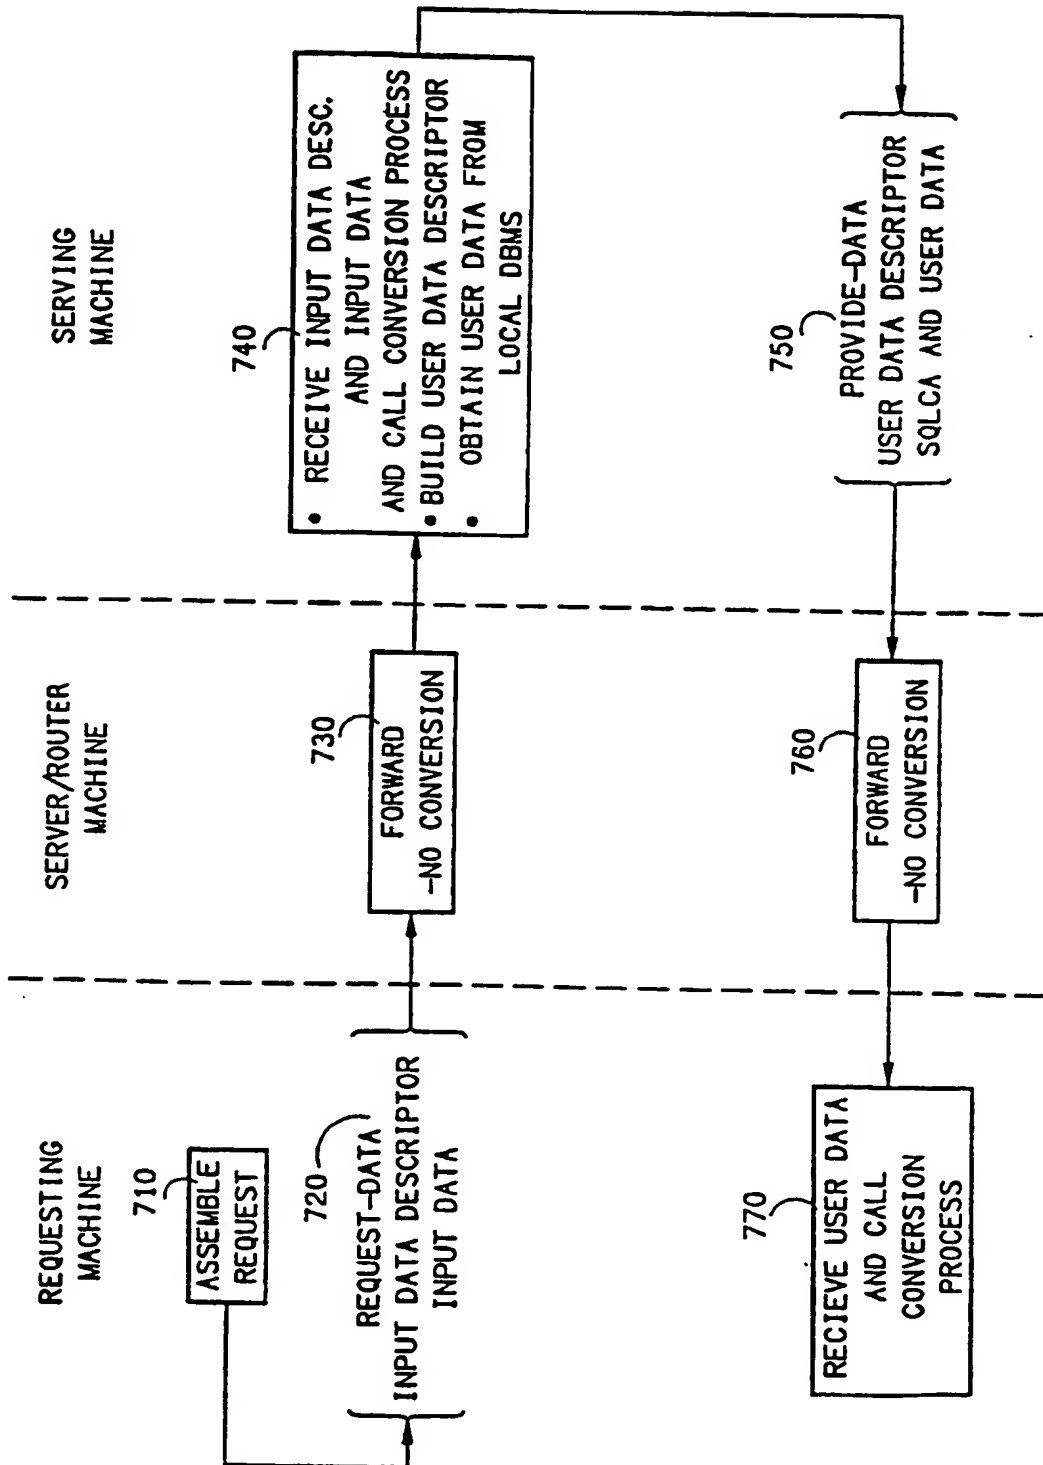 REQUESTING
MACHINE
SERVER/ROUTER
MACHINE
SERVING
MACHINE
710
ASSEMBLE
REQUEST
720
REQUEST-DATA
INPUT DATA DESCRIPTOR
INPUT DATA
730
FORWARD
-NO CONVERSION
740
• RECEIVE INPUT DATA DESC.
AND INPUT DATA
AND CALL CONVERSION PROCESS
• BUILD USER DATA DESCRIPTOR
• OBTAIN USER DATA FROM
LOCAL DBMS
750
PROVIDE-DATA
USER DATA DESCRIPTOR
SQLCA AND USER DATA
760
FORWARD
-NO CONVERSION
770
RECIEVE USER DATA
AND CALL
CONVERSION
PROCESS